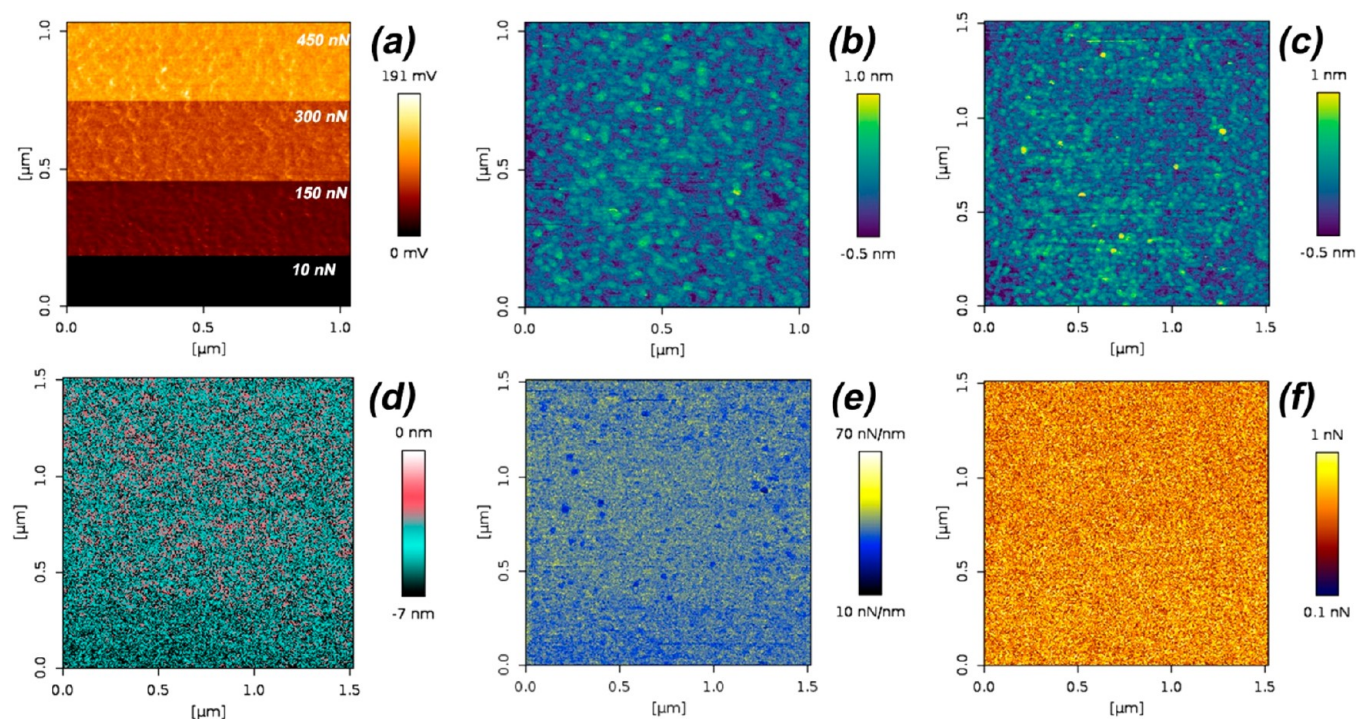 (a)
191 mV
0 mV
450 nN
300 nN
150 nN
10 nN
1.0
0.5
0.0
[µm]
0.0 0.5 1.0
[µm]
(b)
1.0 nm
-0.5 nm
1.0
0.5
0.0
[µm]
0.0 0.5 1.0
[µm]
(c)
1 nm
-0.5 nm
1.5
1.0
0.5
0.0
[µm]
0.0 0.5 1.0 1.5
[µm]
(d)
0 nm
-7 nm
1.5
1.0
0.5
0.0
[µm]
0.0 0.5 1.0 1.5
[µm]
(e)
70 nN/nm
10 nN/nm
1.5
1.0
0.5
0.0
[µm]
0.0 0.5 1.0 1.5
[µm]
(f)
1 nN
0.1 nN
1.5
1.0
0.5
0.0
[µm]
0.0 0.5 1.0 1.5
[µm]